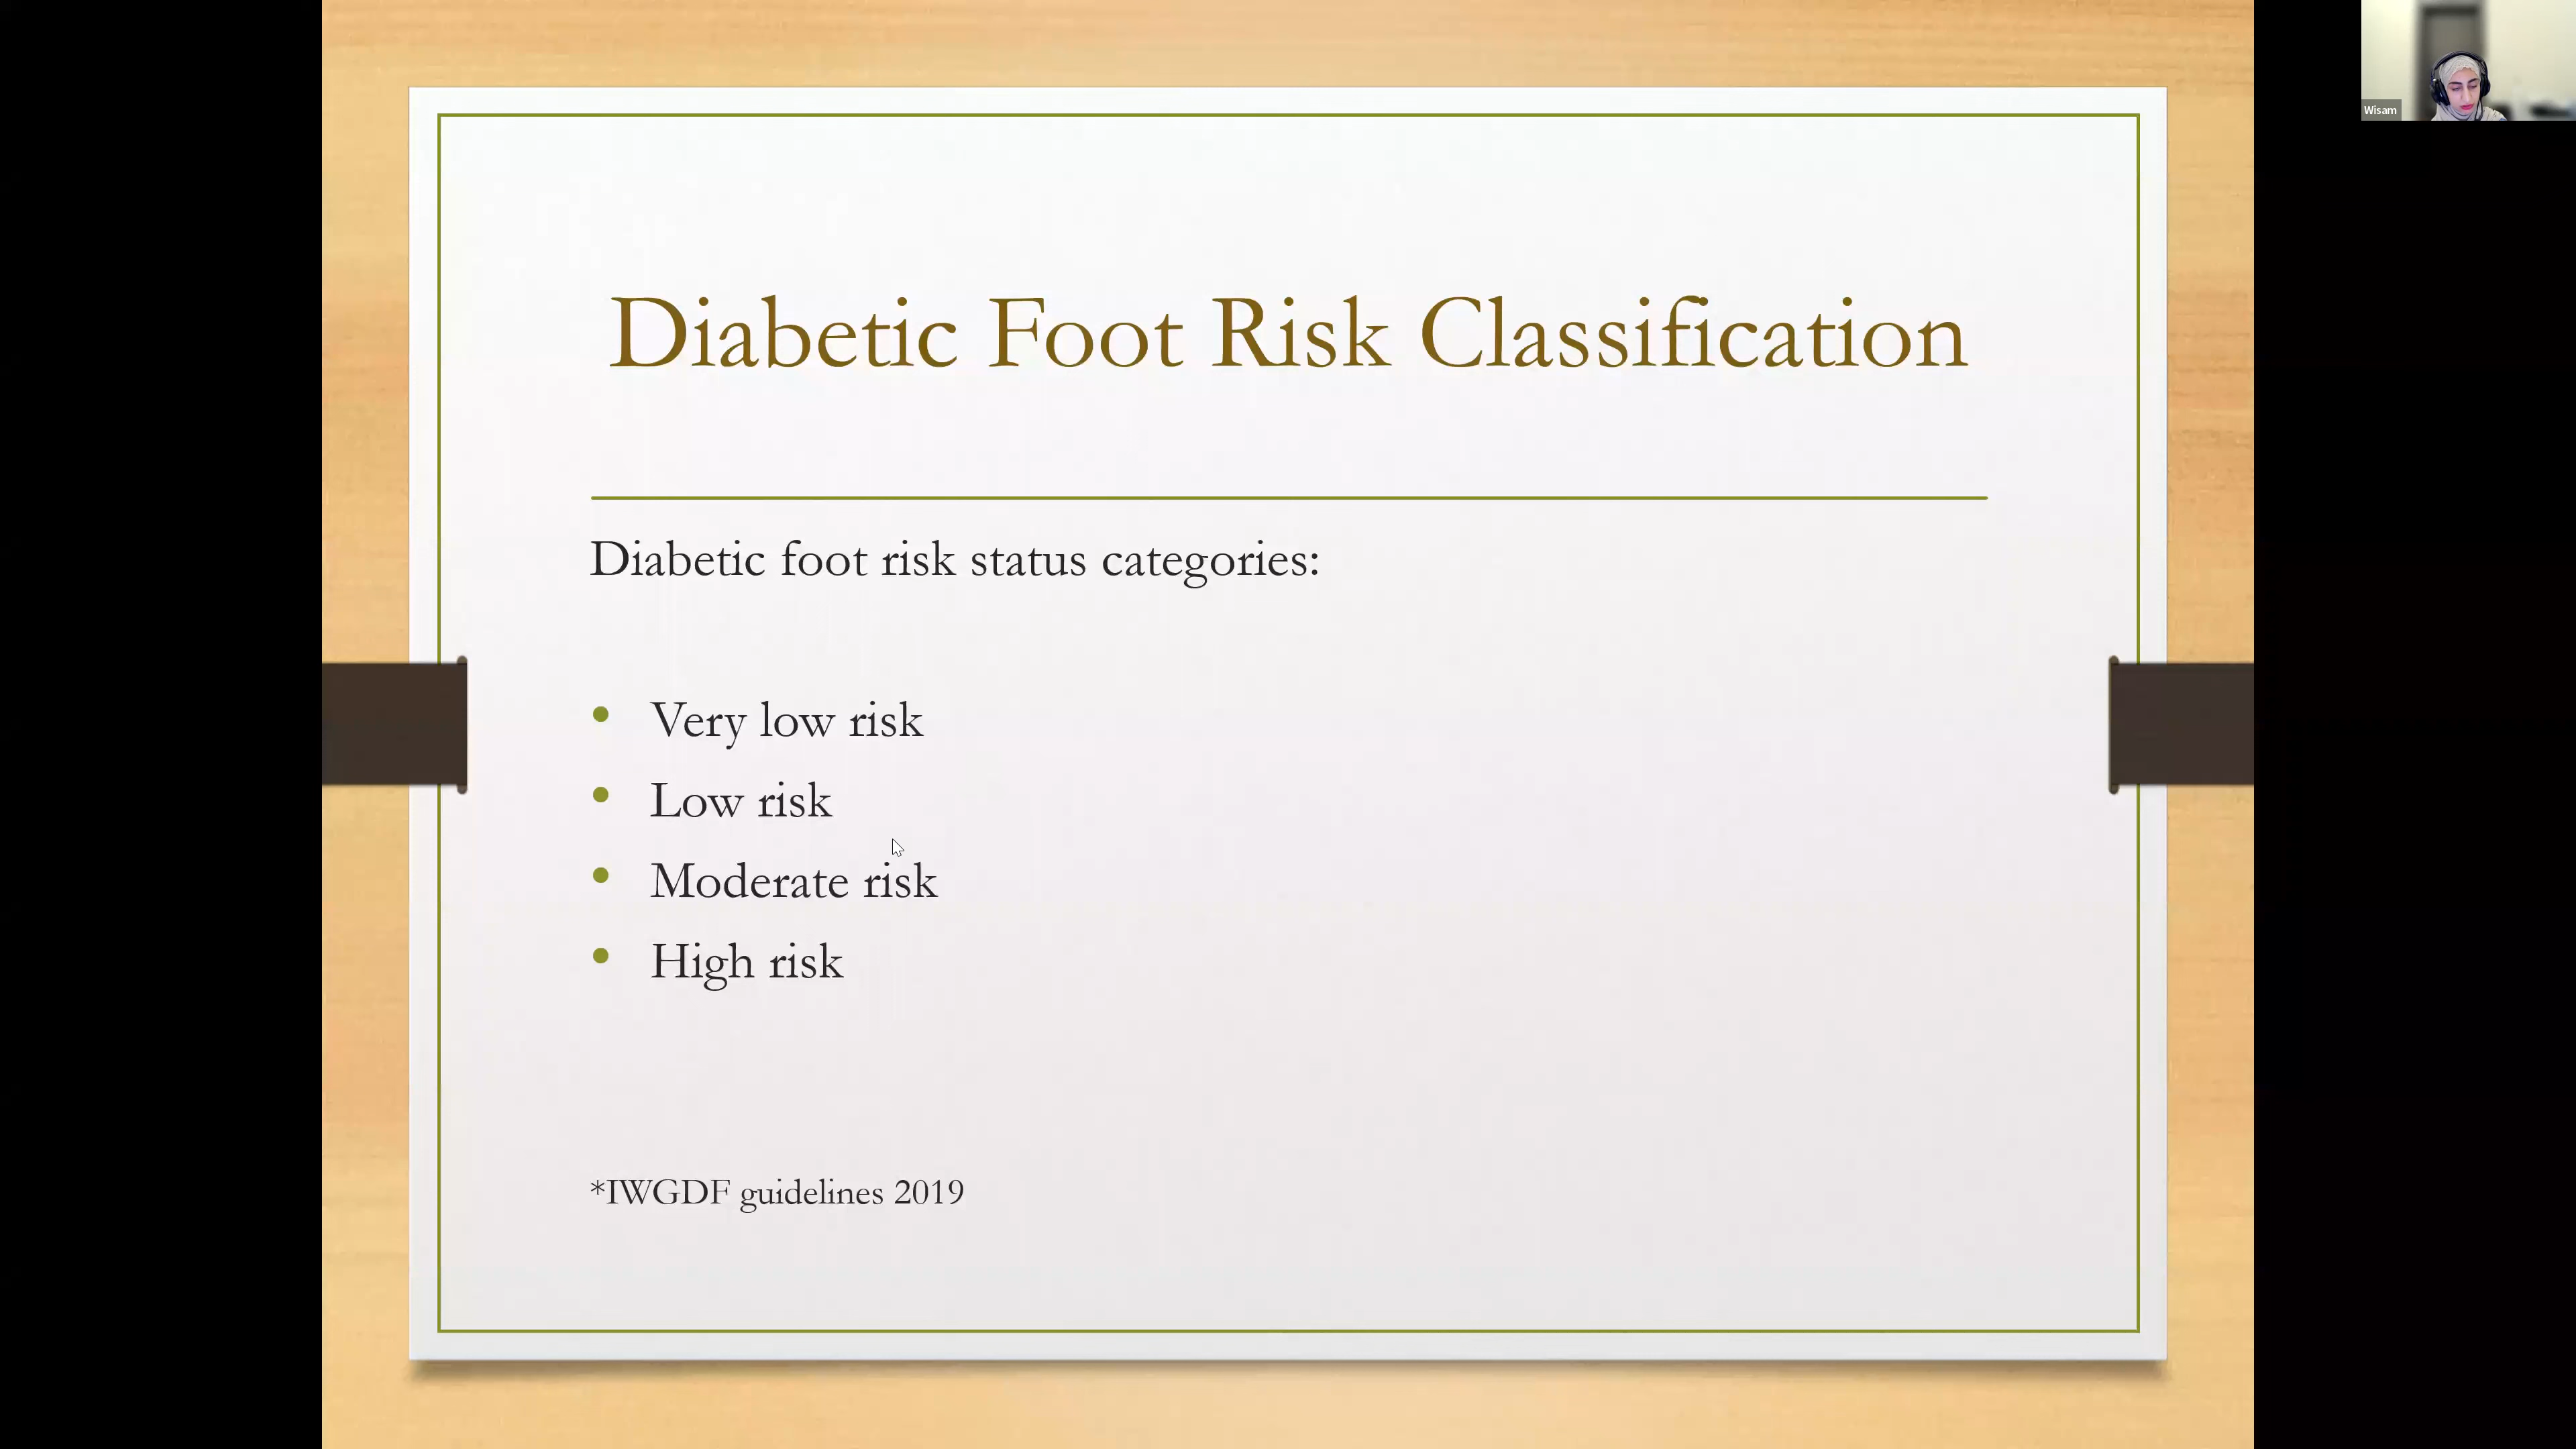 Wisam
Diabetic Foot Risk Classification
Diabetic foot risk status categories:
• Very low risk
• Low risk
• Moderate risk
• High risk
*IWGDF guidelines 2019